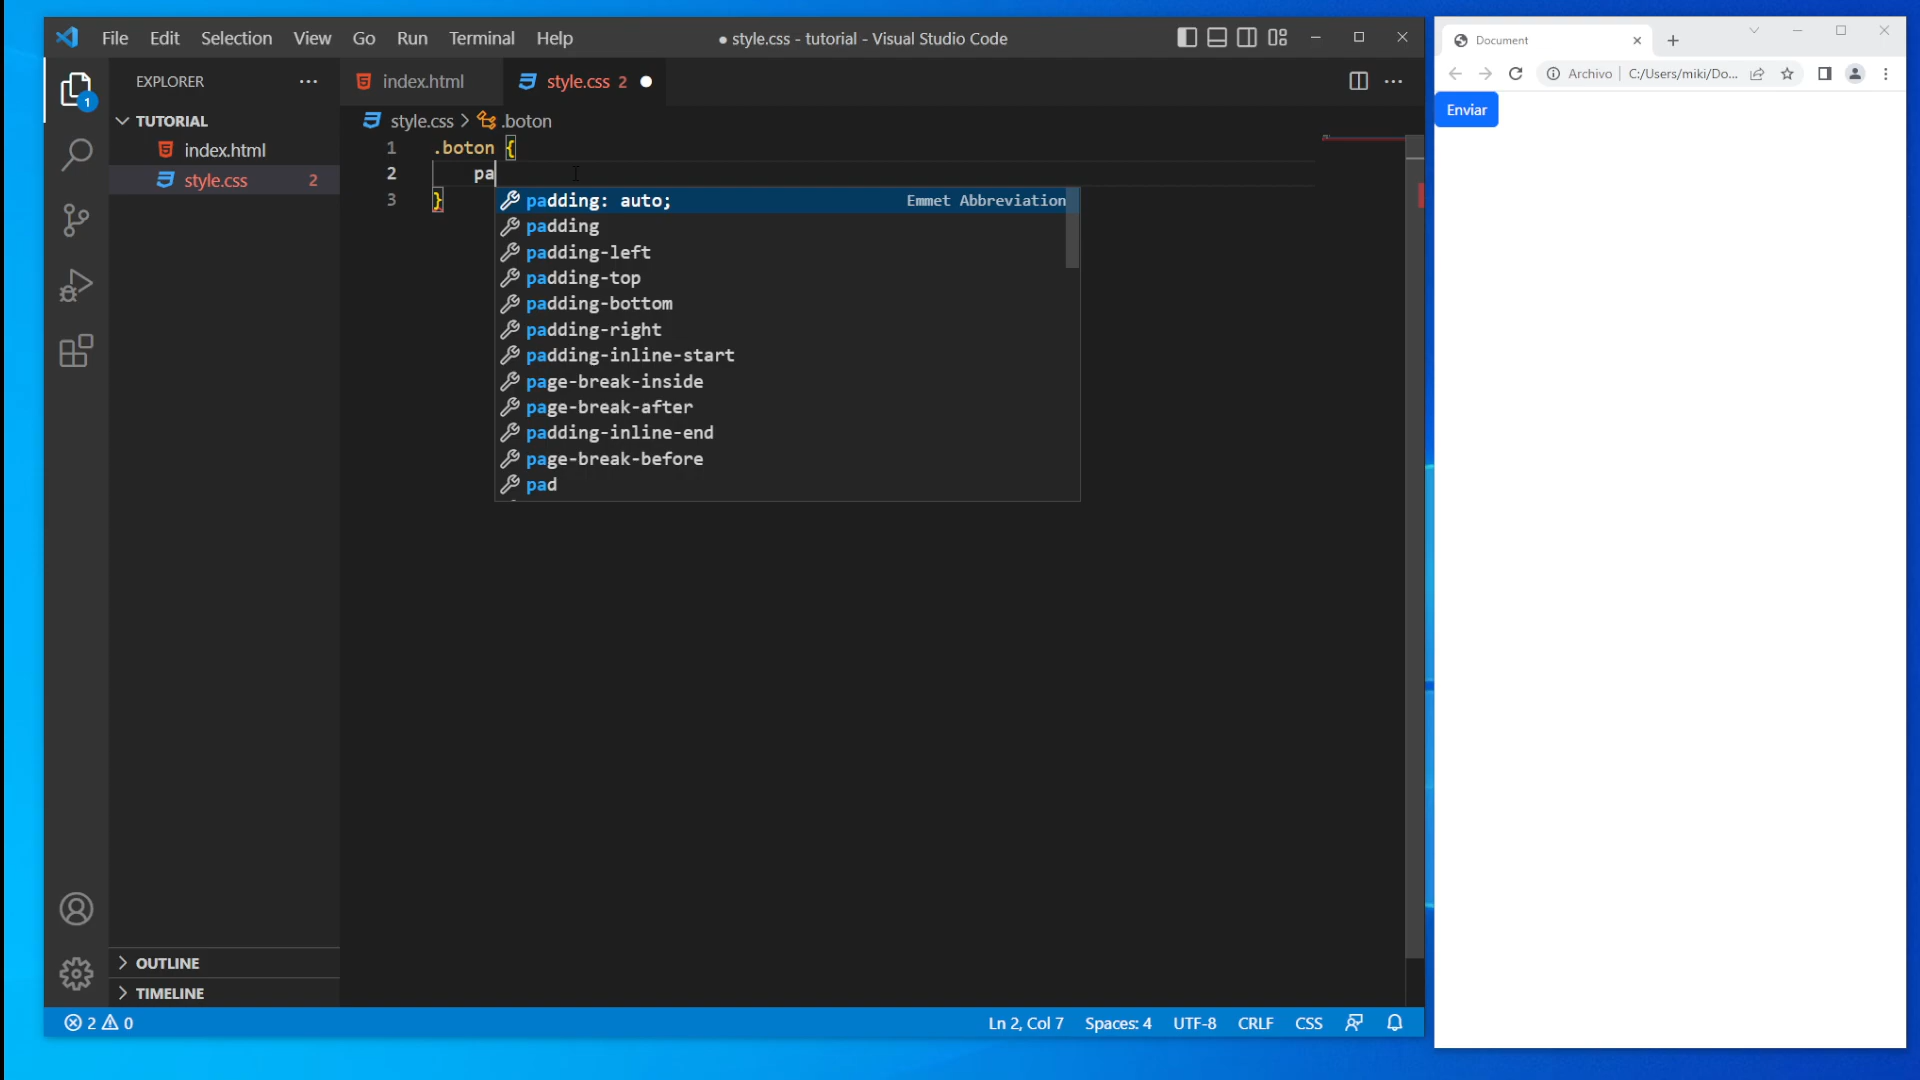 File Edit Selection View Go Run Terminal Help
● style.css - tutorial - Visual Studio Code
EXPLORER
index.html
style.css 2
TUTORIAL
index.html
style.css 2
style.css > .boton
1 .boton {
2 pa
3 }
padding: auto; Emmet Abbreviation
padding
padding-left
padding-top
padding-bottom
padding-right
padding-inline-start
page-break-inside
page-break-after
padding-inline-end
page-break-before
pad
1
OUTLINE
TIMELINE
2 0
Ln 2, Col 7 Spaces: 4 UTF-8 CRLF CSS
Document
Archivo C:/Users/miki/Do...
Enviar